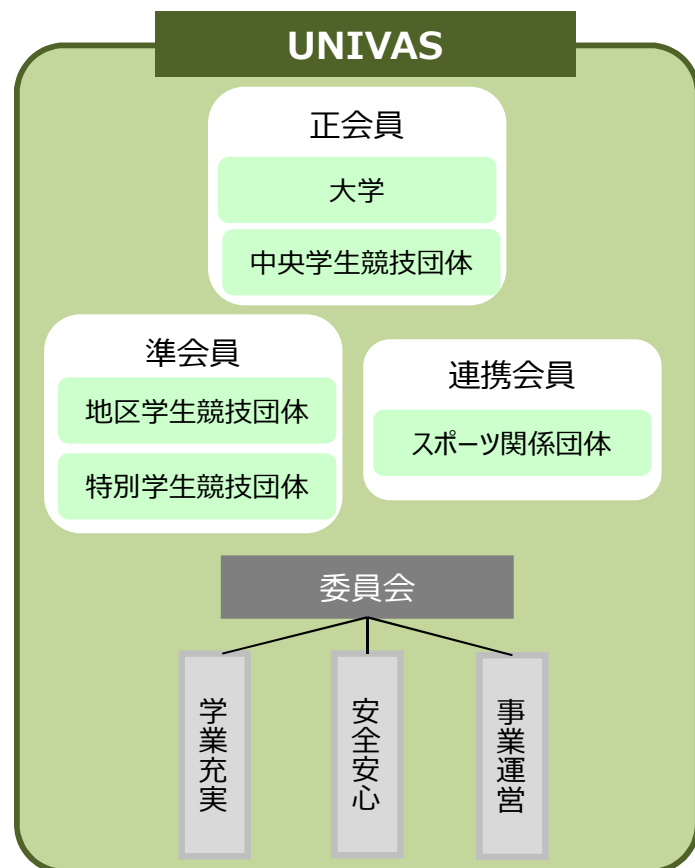 UNIVAS
正会員
大学
中央学生競技団体
準会員
地区学生競技団体
特別学生競技団体
連携会員
スポーツ関係団体
委員会
学業充実
安全安心
事業運営